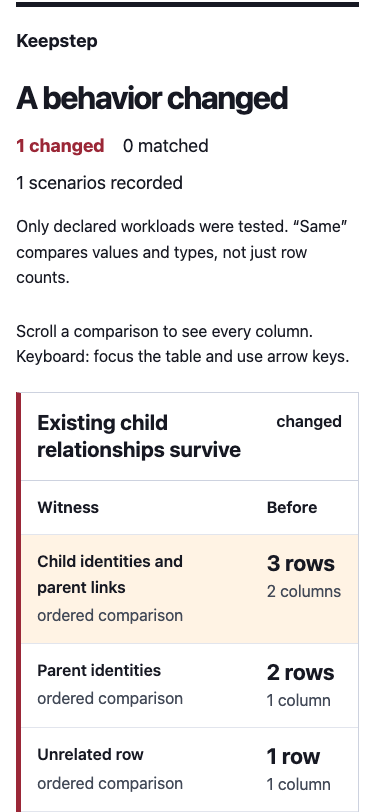 Keepstep
A behavior changed
1 changed 0 matched
1 scenarios recorded
Only declared workloads were tested. “Same”
compares values and types, not just row
counts.
Scroll a comparison to see every column.
Keyboard: focus the table and use arrow keys.
Existing child changed
relationships survive
Witness Before
Child identities and 3 rows
parent links 2 columns
ordered comparison
Parent identities 2 rows
ordered comparison 1 column
Unrelated row 1 row
ordered comparison 1 column